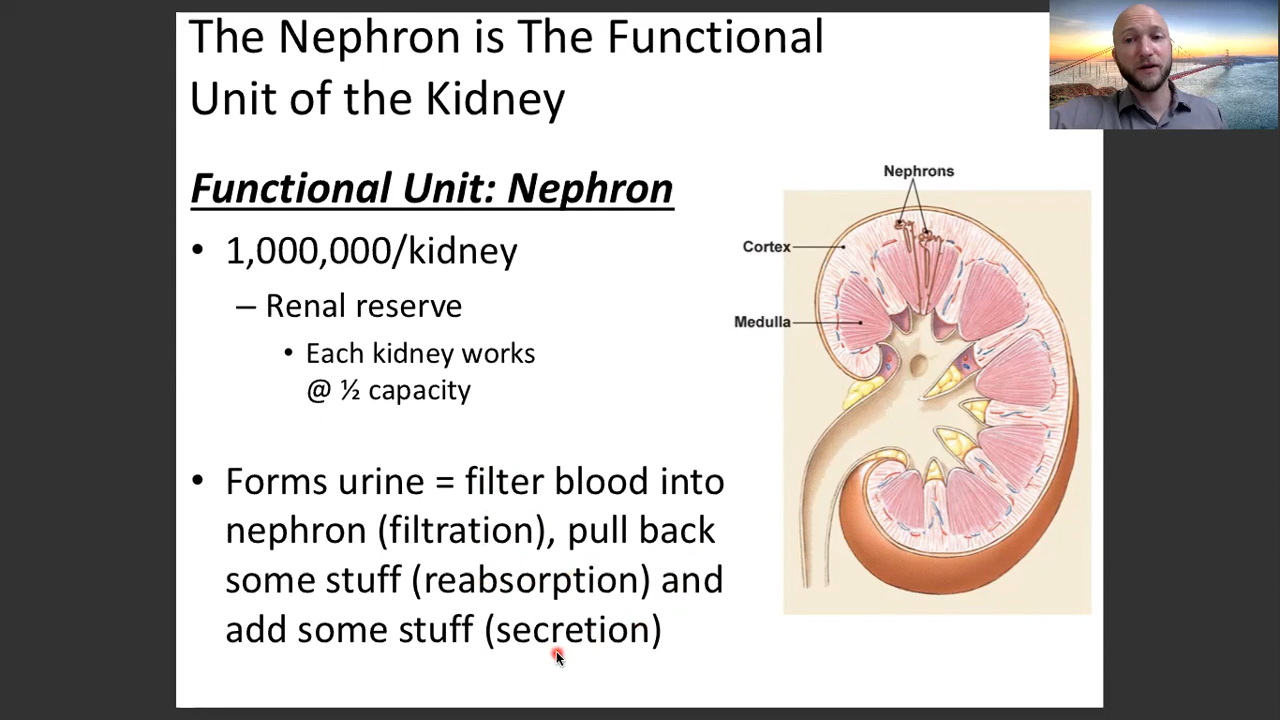 The Nephron is The Functional
Unit of the Kidney
Functional Unit: Nephron
• 1,000,000/kidney
– Renal reserve
• Each kidney works
@ ½ capacity
• Forms urine = filter blood into
nephron (filtration), pull back
some stuff (reabsorption) and
add some stuff (secretion)
Nephrons
Cortex
Medulla